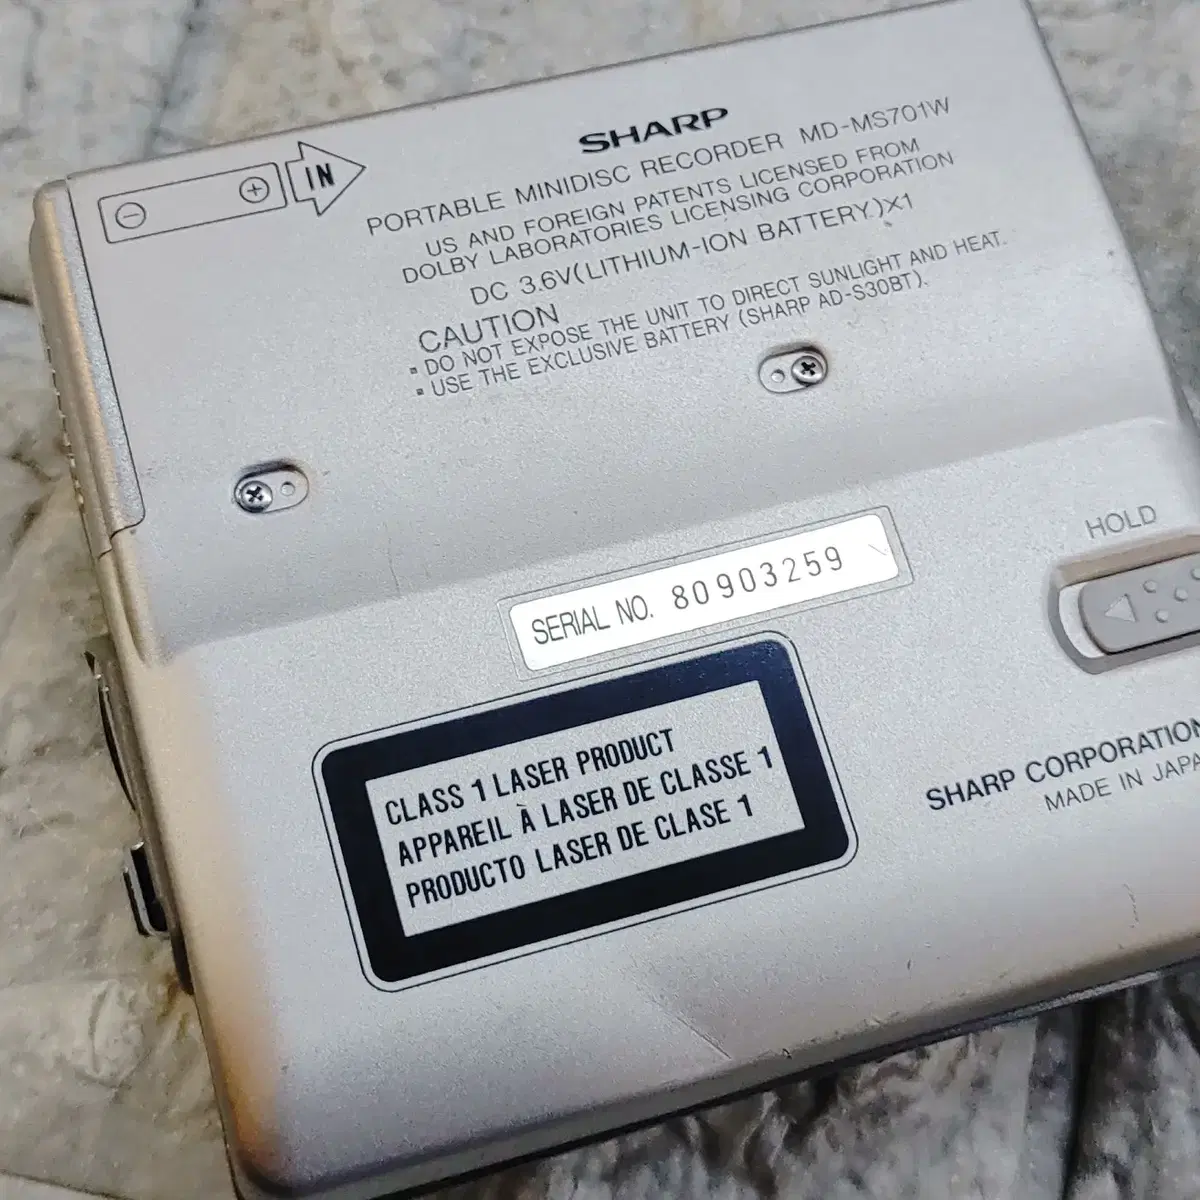 ⊖ ⊕ IN
SHARP
PORTABLE MINIDISC RECORDER MD-MS701W
US AND FOREIGN PATENTS LICENSED FROM
DOLBY LABORATORIES LICENSING CORPORATION
DC 3.6V(LITHIUM-ION BATTERY)X1
CAUTION
▪ DO NOT EXPOSE THE UNIT TO DIRECT SUNLIGHT AND HEAT.
▪ USE THE EXCLUSIVE BATTERY (SHARP AD-S30BT).
HOLD
SERIAL NO. 80903259
CLASS 1 LASER PRODUCT
APPAREIL À LASER DE CLASSE 1
PRODUCTO LASER DE CLASE 1
SHARP CORPORATION
MADE IN JAPA